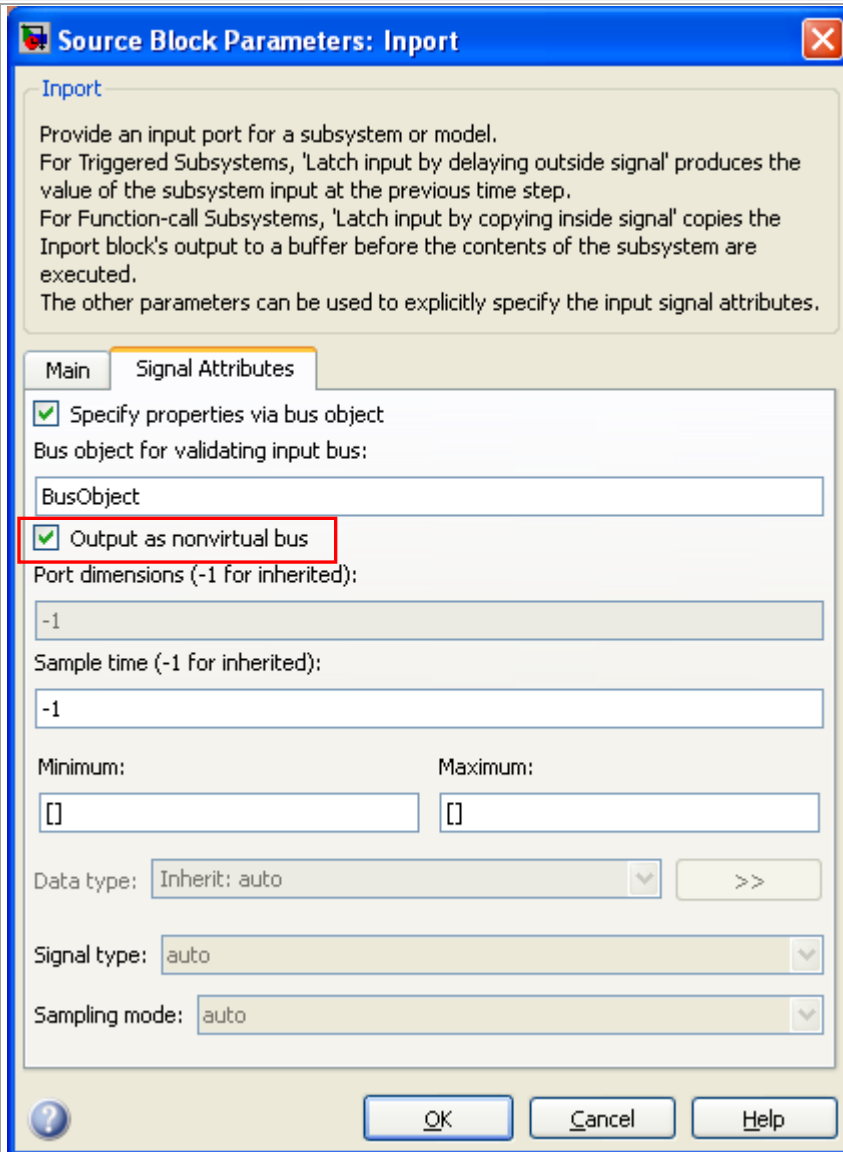 Source Block Parameters: Inport
Inport
Provide an input port for a subsystem or model.
For Triggered Subsystems, 'Latch input by delaying outside signal' produces the
value of the subsystem input at the previous time step.
For Function-call Subsystems, 'Latch input by copying inside signal' copies the
Inport block's output to a buffer before the contents of the subsystem are
executed.
The other parameters can be used to explicitly specify the input signal attributes.
Main Signal Attributes
Specify properties via bus object
Bus object for validating input bus:
BusObject
Output as nonvirtual bus
Port dimensions (-1 for inherited):
-1
Sample time (-1 for inherited):
-1
Minimum: Maximum:
[] []
Data type: Inherit: auto >>
Signal type: auto
Sampling mode: auto
? OK Cancel Help